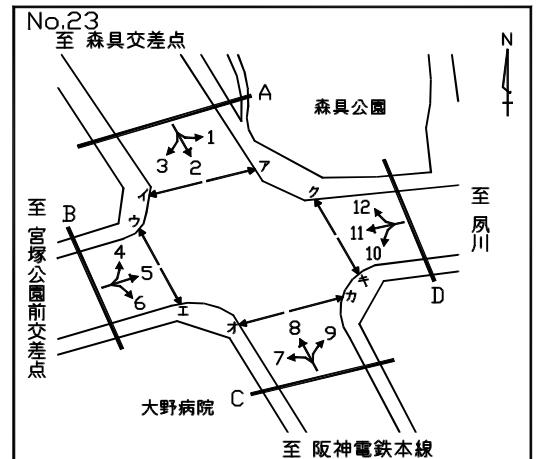 No.23
至 森具交差点
N
A
森具公園
1
2
3
ア
イ
ウ
ク
至 夙川
12
11
10
B
至 宮塚公園前交差点
4
5
6
エ
オ
カ
キ
D
8
9
7
大野病院
C
至 阪神電鉄本線